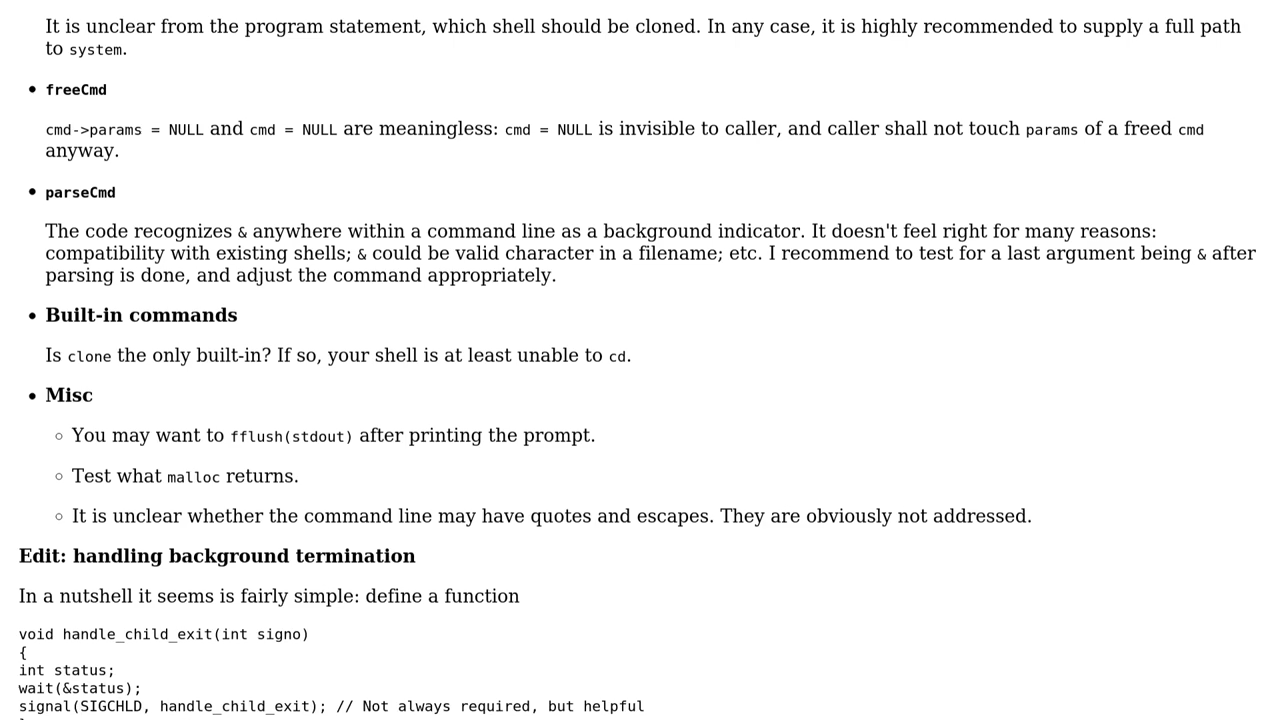 It is unclear from the program statement, which shell should be cloned. In any case, it is highly recommended to supply a full path
to system.
freeCmd
cmd->params = NULL and cmd = NULL are meaningless: cmd = NULL is invisible to caller, and caller shall not touch params of a freed cmd
anyway.
parseCmd
The code recognizes & anywhere within a command line as a background indicator. It doesn't feel right for many reasons:
compatibility with existing shells; & could be valid character in a filename; etc. I recommend to test for a last argument being & after
parsing is done, and adjust the command appropriately.
Built-in commands
Is clone the only built-in? If so, your shell is at least unable to cd.
Misc
You may want to fflush(stdout) after printing the prompt.
Test what malloc returns.
It is unclear whether the command line may have quotes and escapes. They are obviously not addressed.
Edit: handling background termination
In a nutshell it seems is fairly simple: define a function
void handle_child_exit(int signo)
{
int status;
wait(&status);
signal(SIGCHLD, handle_child_exit); // Not always required, but helpful